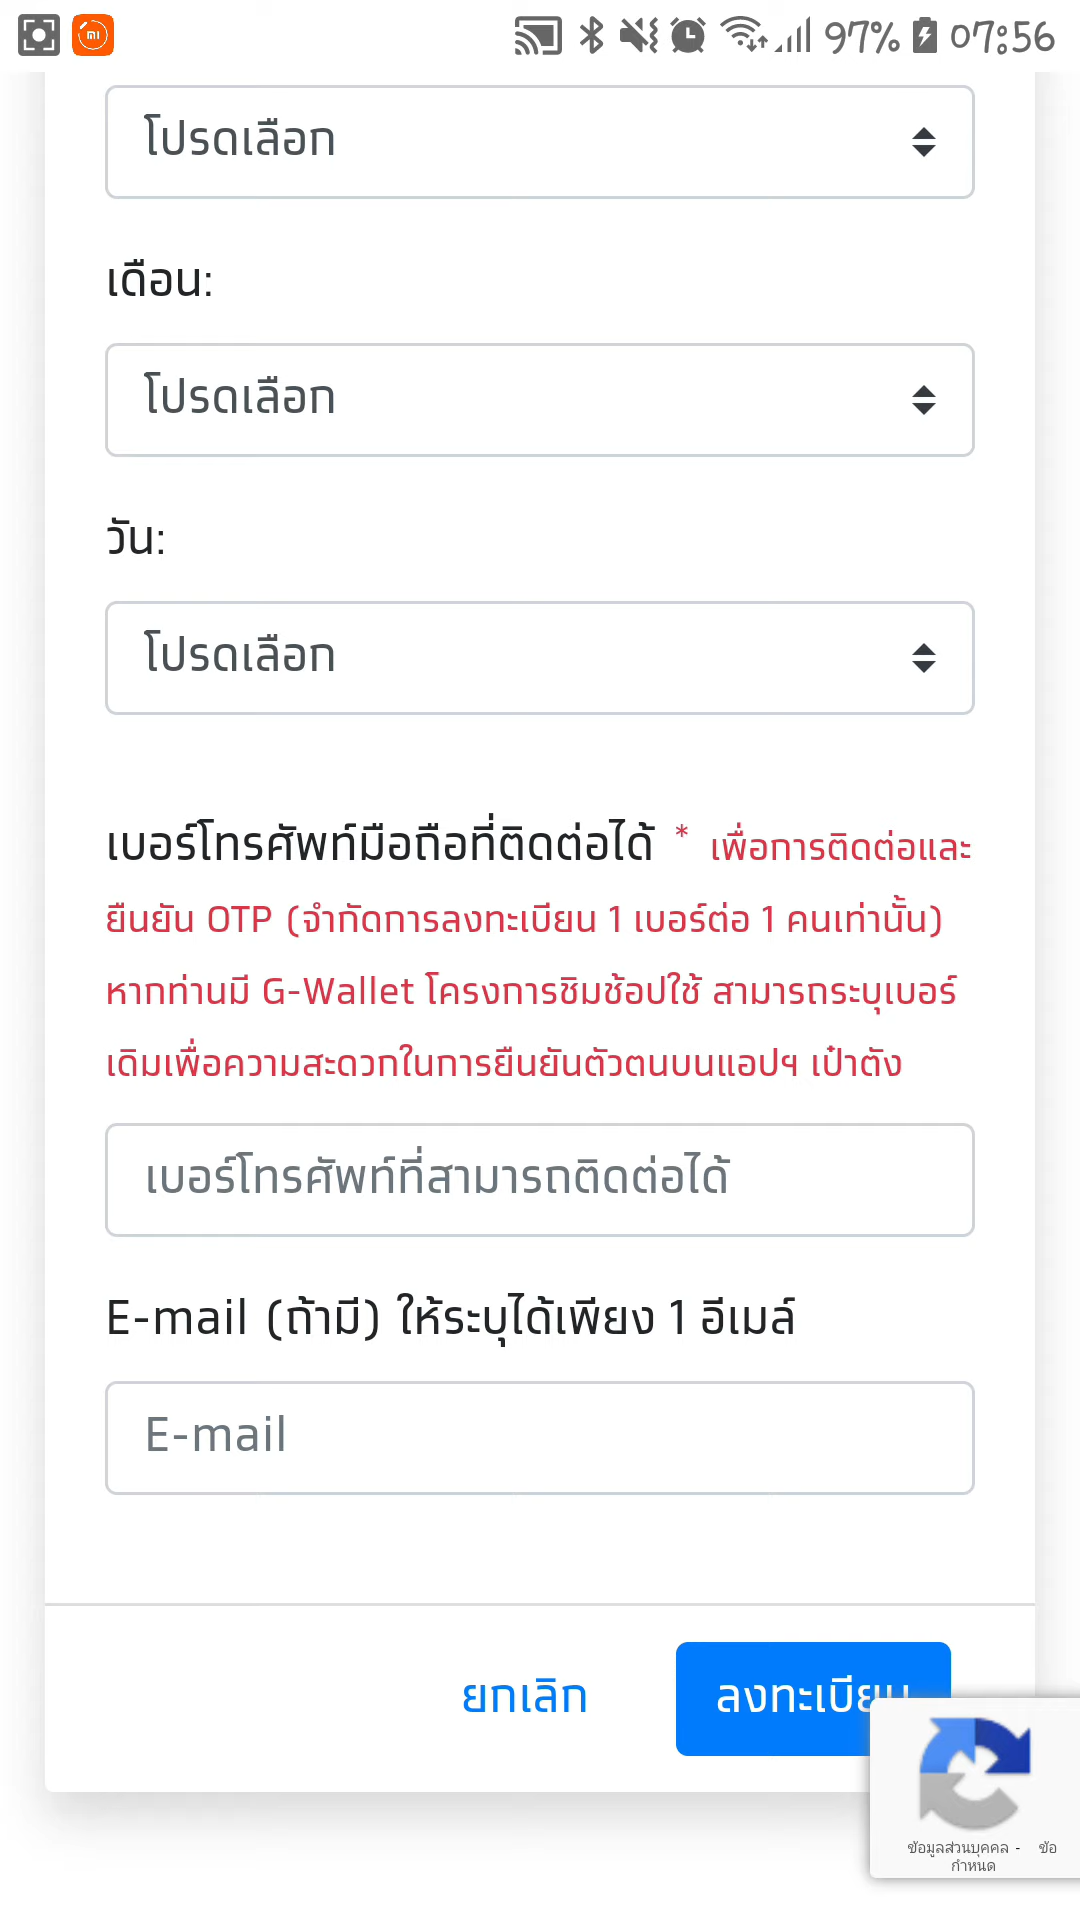 97% 07:56
โปรดเลือก
เดือน:
โปรดเลือก
วัน:
โปรดเลือก
เบอร์โทรศัพท์มือถือที่ติดต่อได้ * เพื่อการติดต่อและ
ยืนยัน OTP (จำกัดการลงทะเบียน 1 เบอร์ต่อ 1 คนเท่านั้น)
หากท่านมี G-Wallet โครงการชิมช้อปใช้ สามารถระบุเบอร์
เดิมเพื่อความสะดวกในการยืนยันตัวตนบนแอปฯ เป๋าตัง
เบอร์โทรศัพท์ที่สามารถติดต่อได้
E-mail (ถ้ามี) ให้ระบุได้เพียง 1 อีเมล์
E-mail
ยกเลิก ลงทะเบียน
ข้อมูลส่วนบุคคล - ข้อ
กำหนด